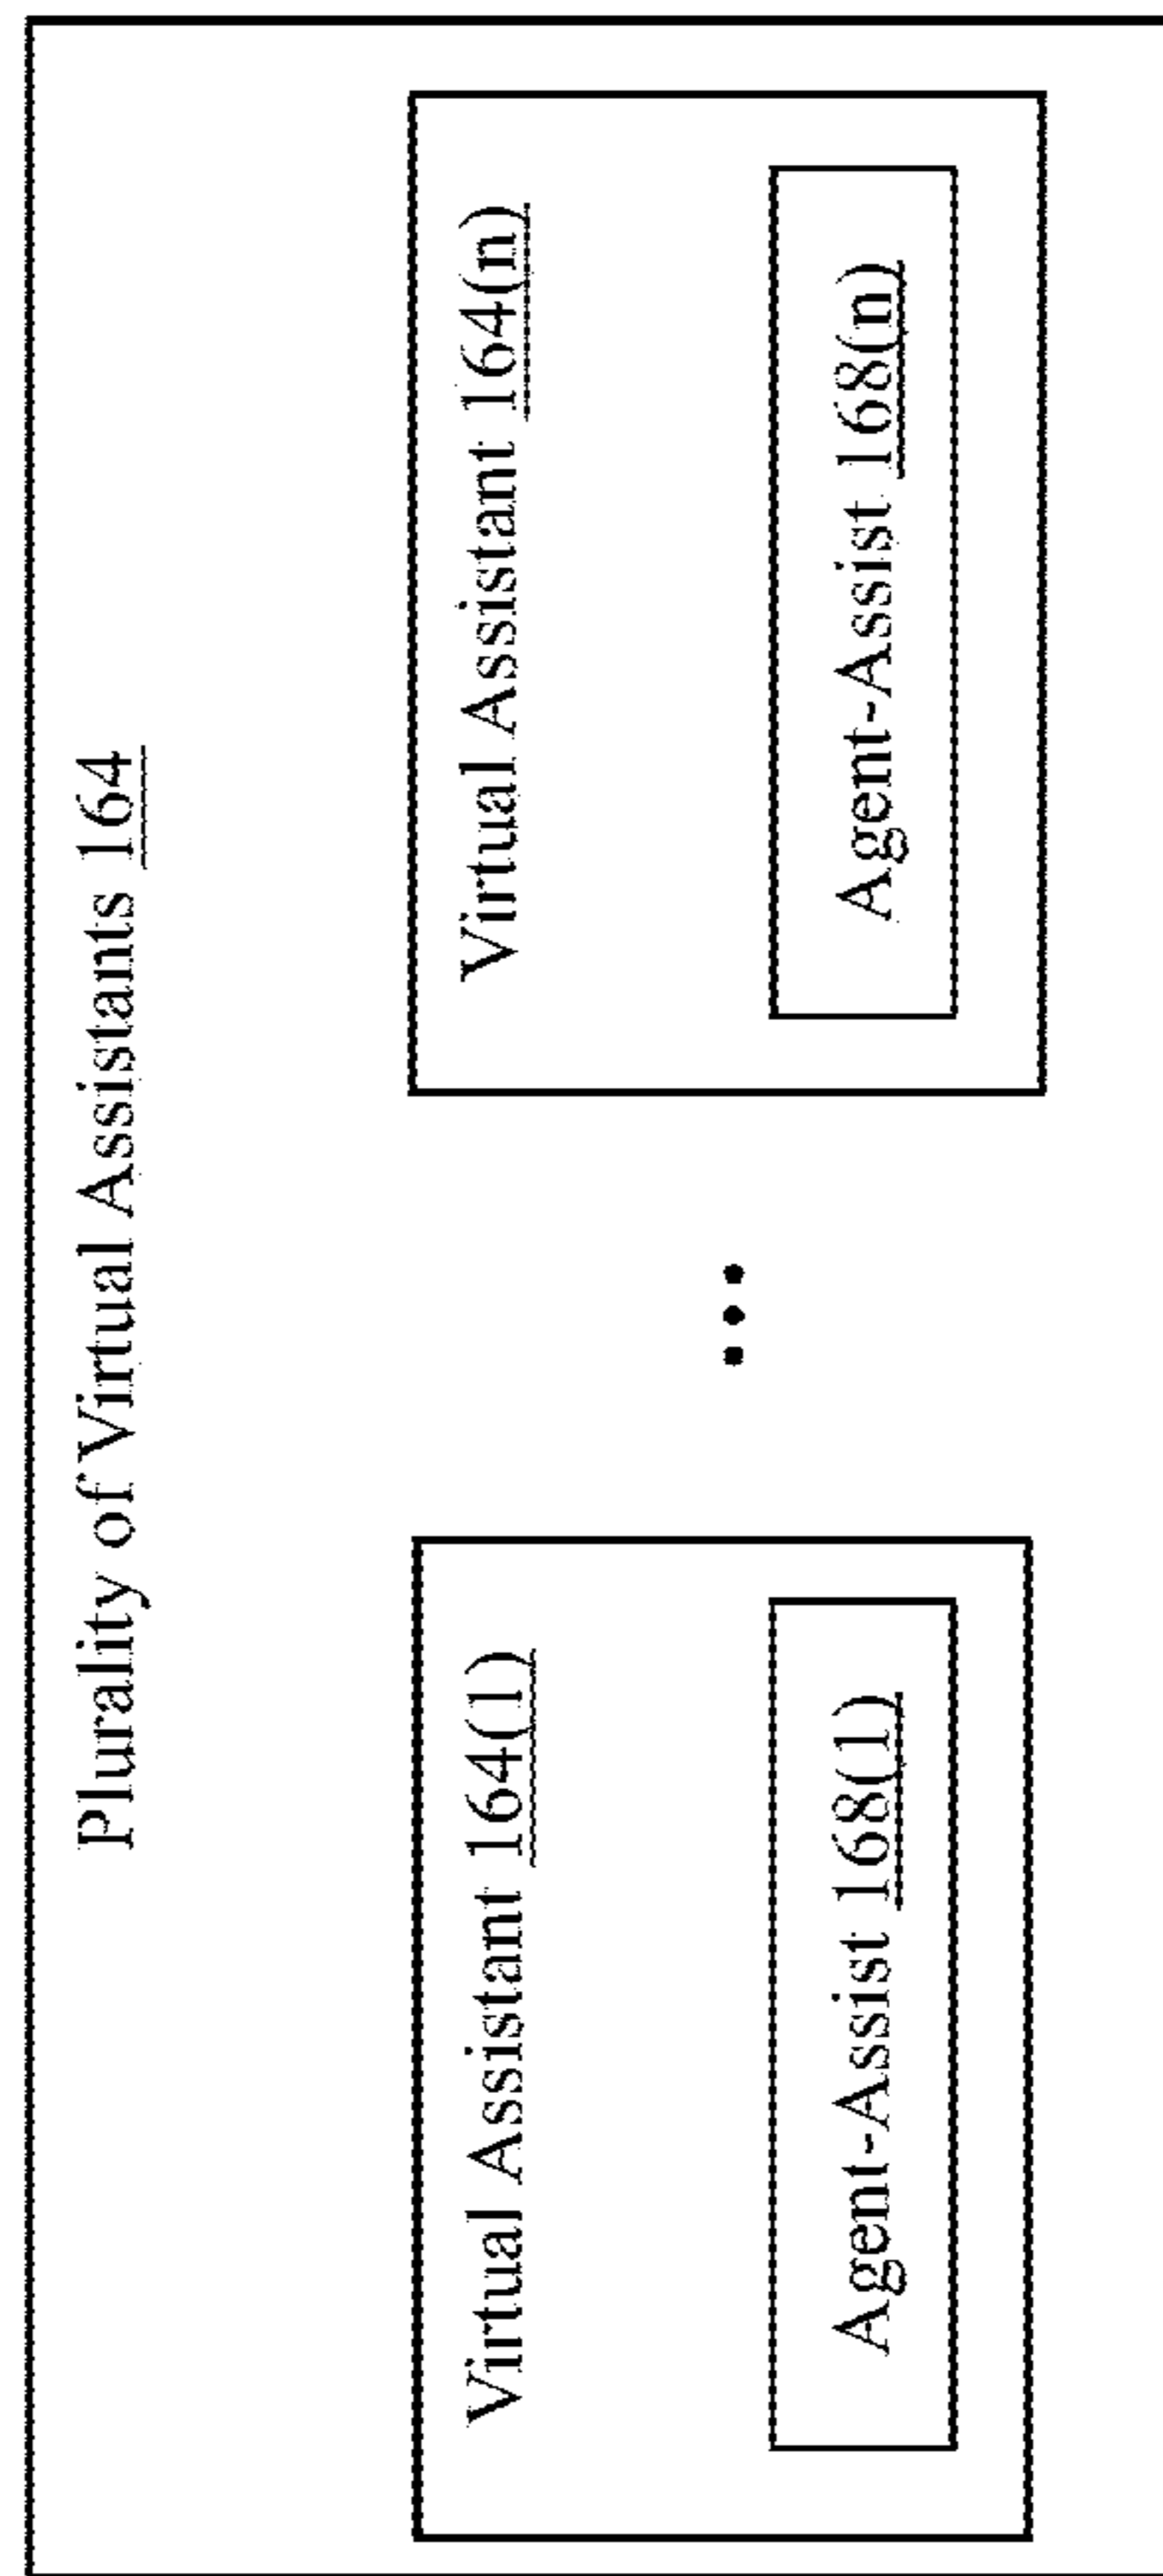 Plurality of Virtual Assistants 164
Virtual Assistant 164(1)
Agent-Assist 168(1)
Virtual Assistant 164(n)
Agent-Assist 168(n)